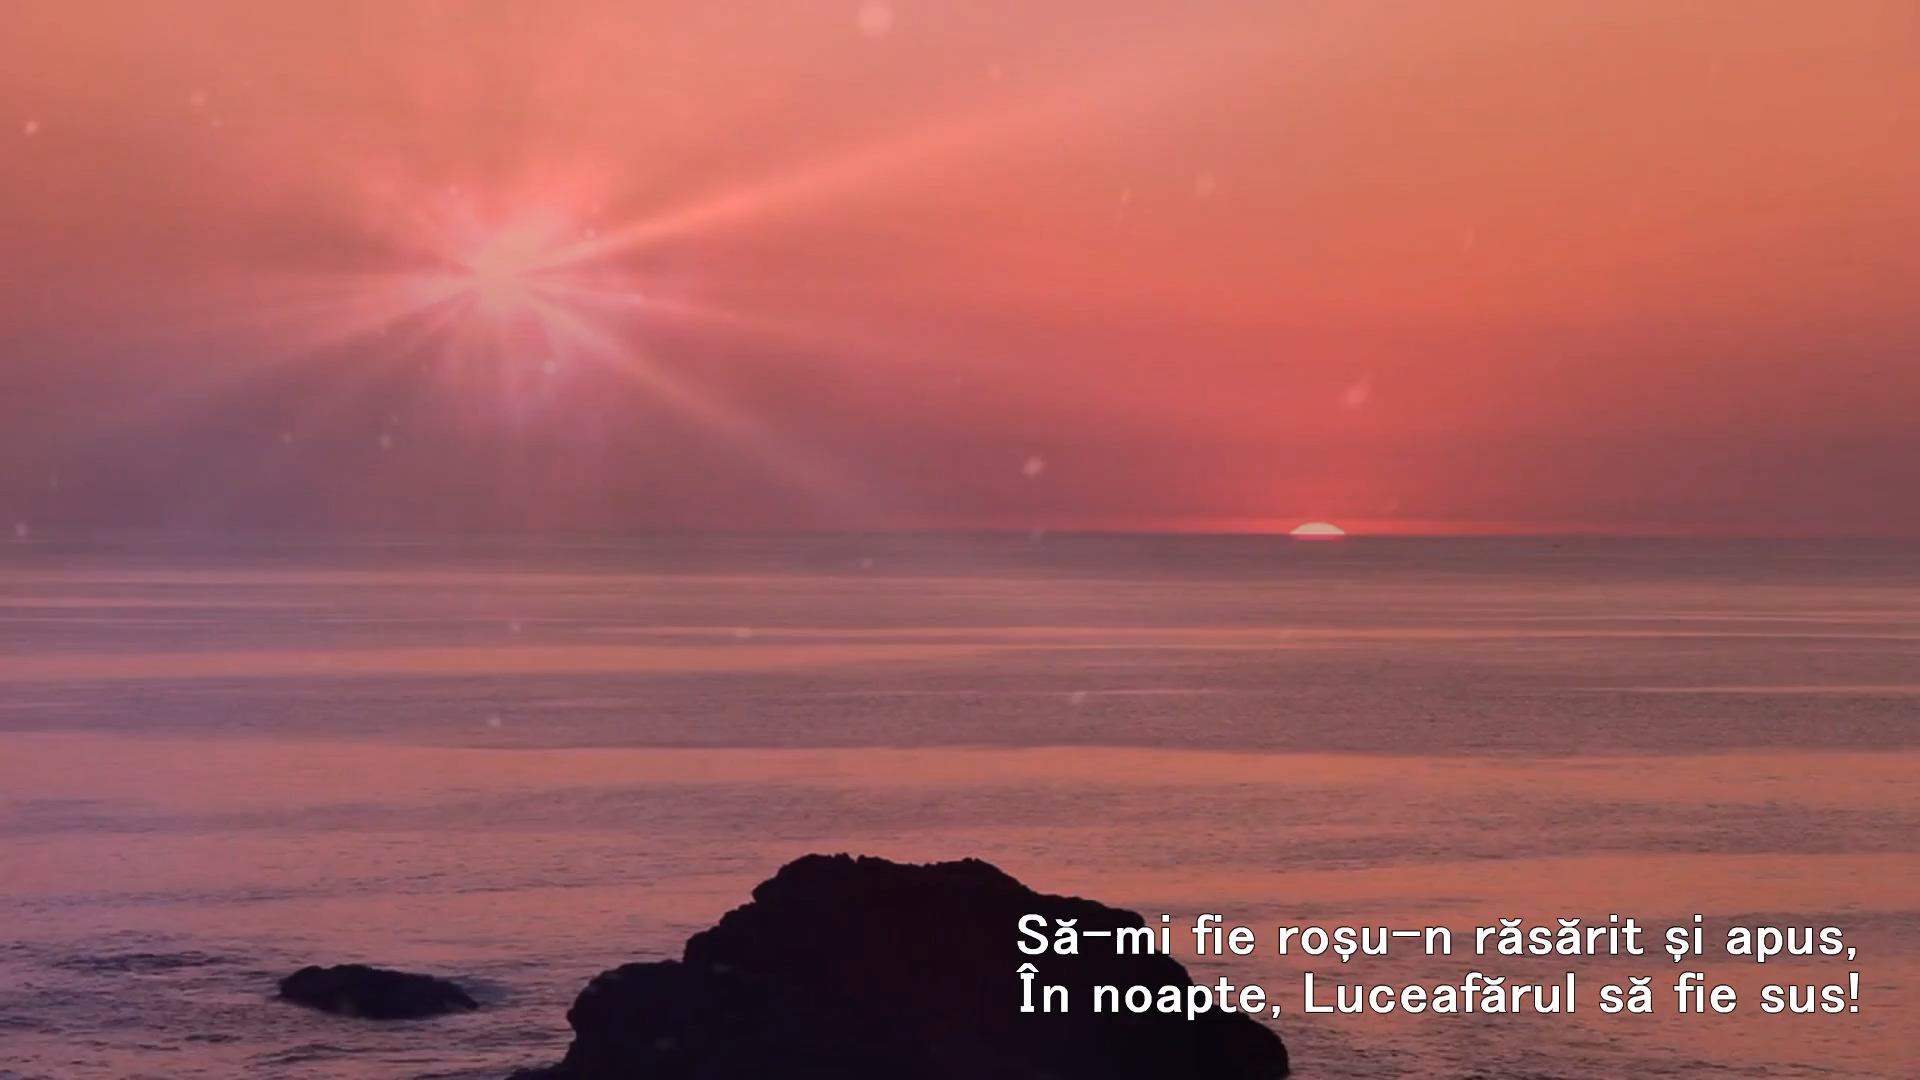 Să-mi fie roșu-n răsărit și apus,
În noapte, Luceafărul să fie sus!